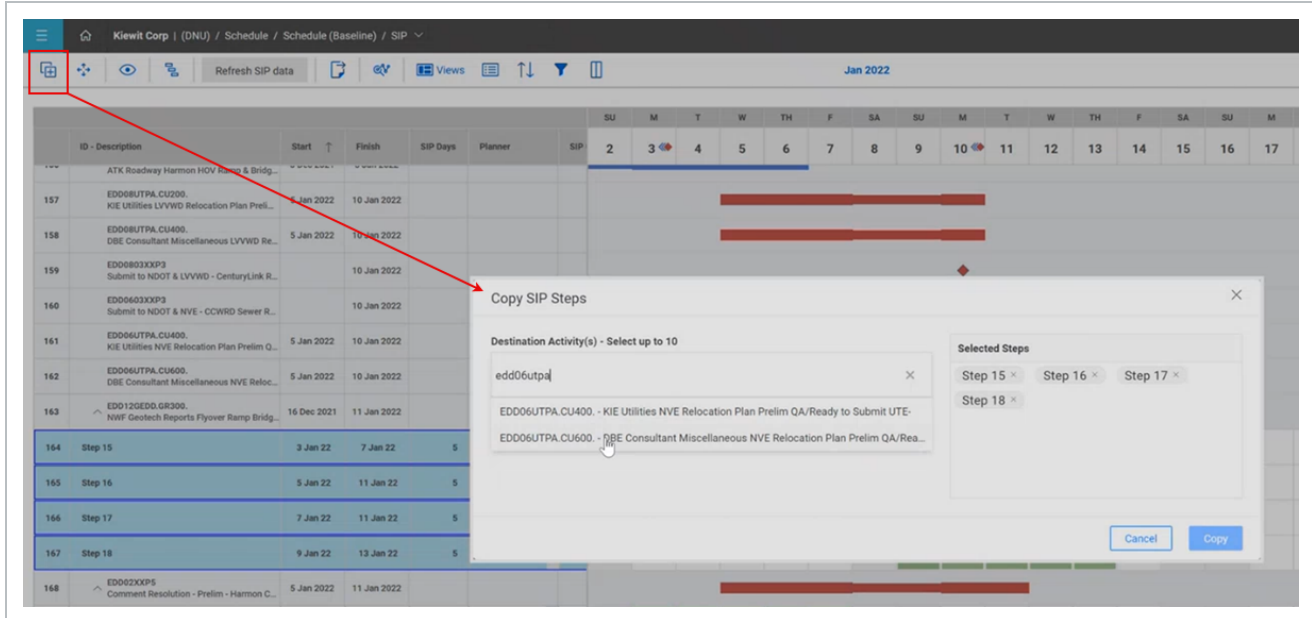 Kiewit Corp | (DNU) / Schedule / Schedule (Baseline) / SIP
Refresh SIP data Views Jan 2022
SU M T W TH F SA SU M T W TH F SA SU M
ID - Description Start Finish SIP Days Planner SIP 2 3 4 5 6 7 8 9 10 11 12 13 14 15 16 17
ATK Roadway Harmon HOV Ramp & Bridg...
157 EDD08UTPA.CU200. 5 Jan 2022 10 Jan 2022
KIE Utilities LVVWD Relocation Plan Preli...
158 EDD08UTPA.CU400. 5 Jan 2022 10 Jan 2022
DBE Consultant Miscellaneous LVVWD Re...
159 EDD0803XXP3 10 Jan 2022
Submit to NDOT & LVVWD - CenturyLink R...
160 EDD0603XXP3 10 Jan 2022
Submit to NDOT & NVE - CCWRD Sewer R...
161 EDD06UTPA.CU400. 5 Jan 2022 10 Jan 2022
KIE Utilities NVE Relocation Plan Prelim Q...
162 EDD06UTPA.CU600. 5 Jan 2022 10 Jan 2022
DBE Consultant Miscellaneous NVE Reloc...
163 EDD12GEDD.GR300. 16 Dec 2021 11 Jan 2022
NWF Geotech Reports Flyover Ramp Bridg...
164 Step 15 3 Jan 22 7 Jan 22 5
165 Step 16 5 Jan 22 11 Jan 22 5
166 Step 17 7 Jan 22 11 Jan 22 5
167 Step 18 9 Jan 22 13 Jan 22 5
168 EDD02XXP5 5 Jan 2022 11 Jan 2022
Comment Resolution - Prelim - Harmon C...
Copy SIP Steps
Destination Activity(s) - Select up to 10
edd06utpa
EDD06UTPA.CU400. - KIE Utilities NVE Relocation Plan Prelim QA/Ready to Submit UTE-
EDD06UTPA.CU600. - DBE Consultant Miscellaneous NVE Relocation Plan Prelim QA/Rea...
Selected Steps
Step 15 × Step 16 × Step 17 ×
Step 18 ×
Cancel Copy